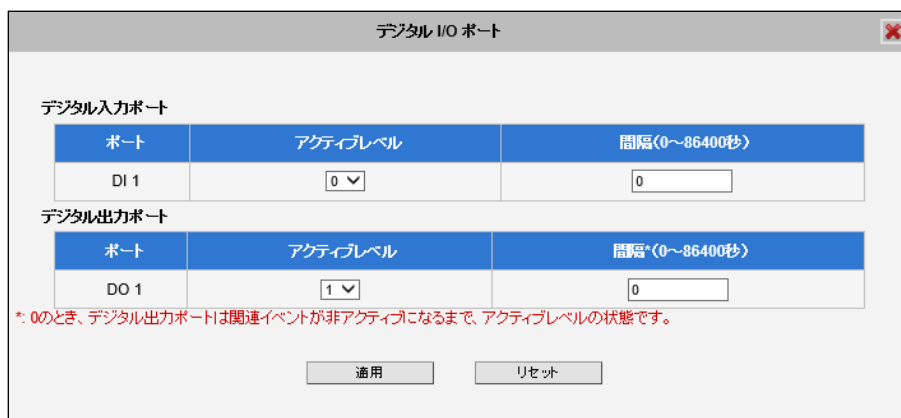 デジタル I/O ポート
デジタル入力ポート
ポート アクティブレベル 間隔(0～86400秒)
DI 1 0 0
デジタル出力ポート
ポート アクティブレベル 間隔*(0～86400秒)
DO 1 1 0
*: 0のとき、デジタル出力ポートは関連イベントが非アクティブになるまで、アクティブレベルの状態です。
適用 リセット